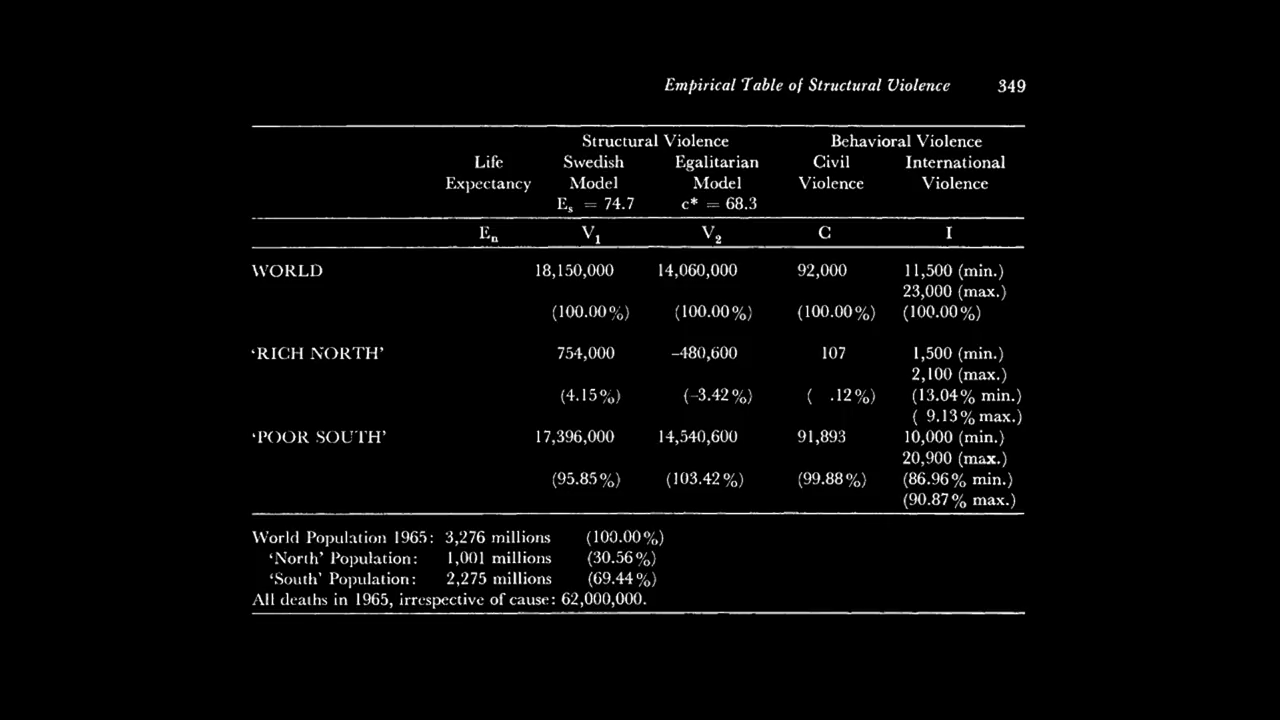 Empirical Table of Structural Violence 349
Structural Violence Behavioral Violence
Life Swedish Egalitarian Civil International
Expectancy Model Model Violence Violence
Es = 74.7 c* = 68.3
En V1 V2 C I
WORLD 18,150,000 14,060,000 92,000 11,500 (min.)
23,000 (max.)
(100.00%) (100.00%) (100.00%) (100.00%)
‘RICH NORTH’ 754,000 –480,600 107 1,500 (min.)
2,100 (max.)
(4.15%) (–3.42%) ( .12%) (13.04% min.)
( 9.13% max.)
‘POOR SOUTH’ 17,396,000 14,540,600 91,893 10,000 (min.)
20,900 (max.)
(95.85%) (103.42%) (99.88%) (86.96% min.)
(90.87% max.)
World Population 1965: 3,276 millions (100.00%)
‘North’ Population: 1,001 millions (30.56%)
‘South’ Population: 2,275 millions (69.44%)
All deaths in 1965, irrespective of cause: 62,000,000.